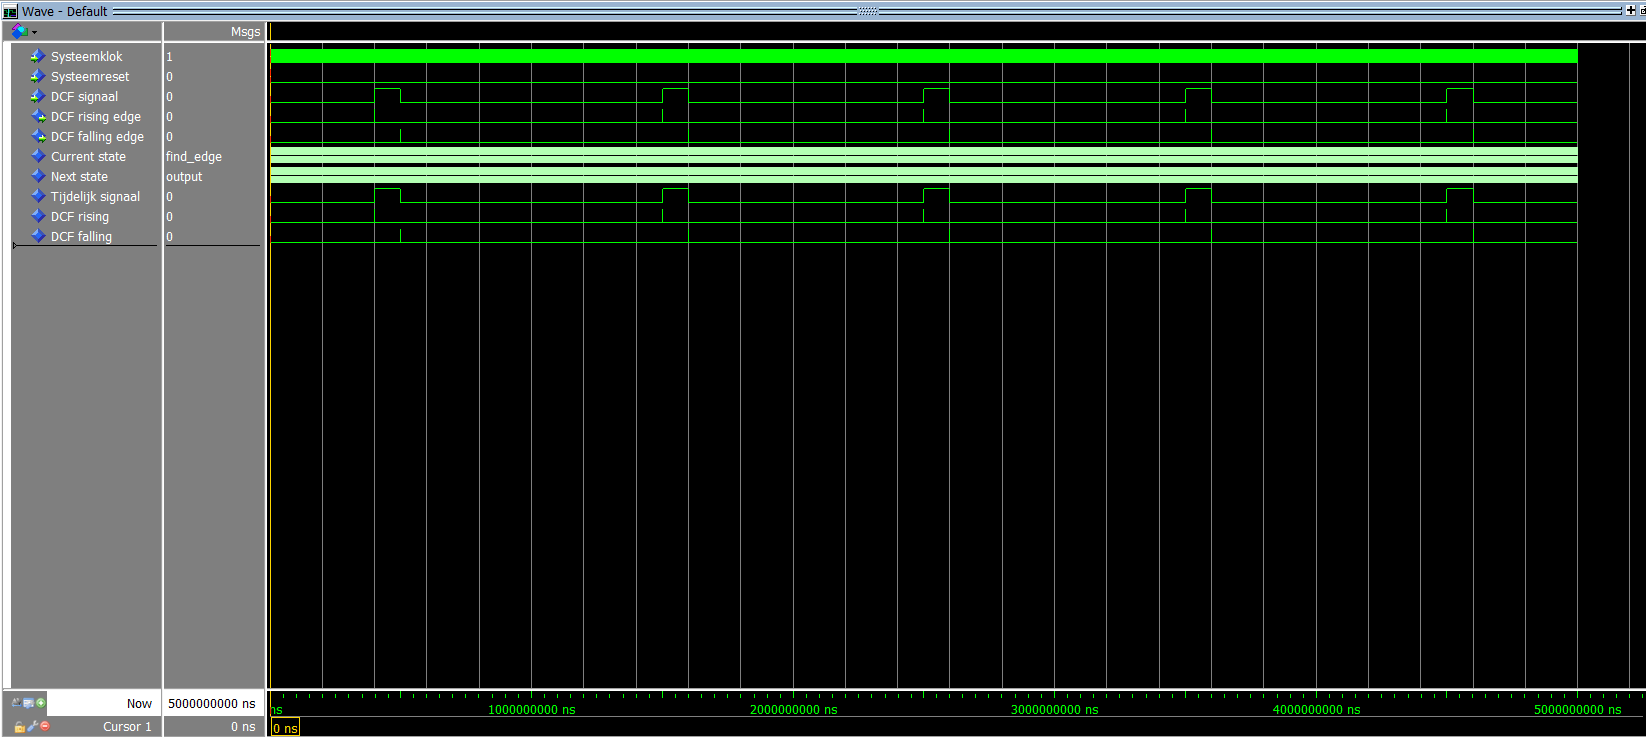 Wave - Default
Msgs
Systeemklok 1
Systeemreset 0
DCF signaal 0
DCF rising edge 0
DCF falling edge 0
Current state find_edge
Next state output
Tijdelijk signaal 0
DCF rising 0
DCF falling 0
Now 5000000000 ns ns 1000000000 ns 2000000000 ns 3000000000 ns 4000000000 ns 5000000000 ns
Cursor 1 0 ns 0 ns